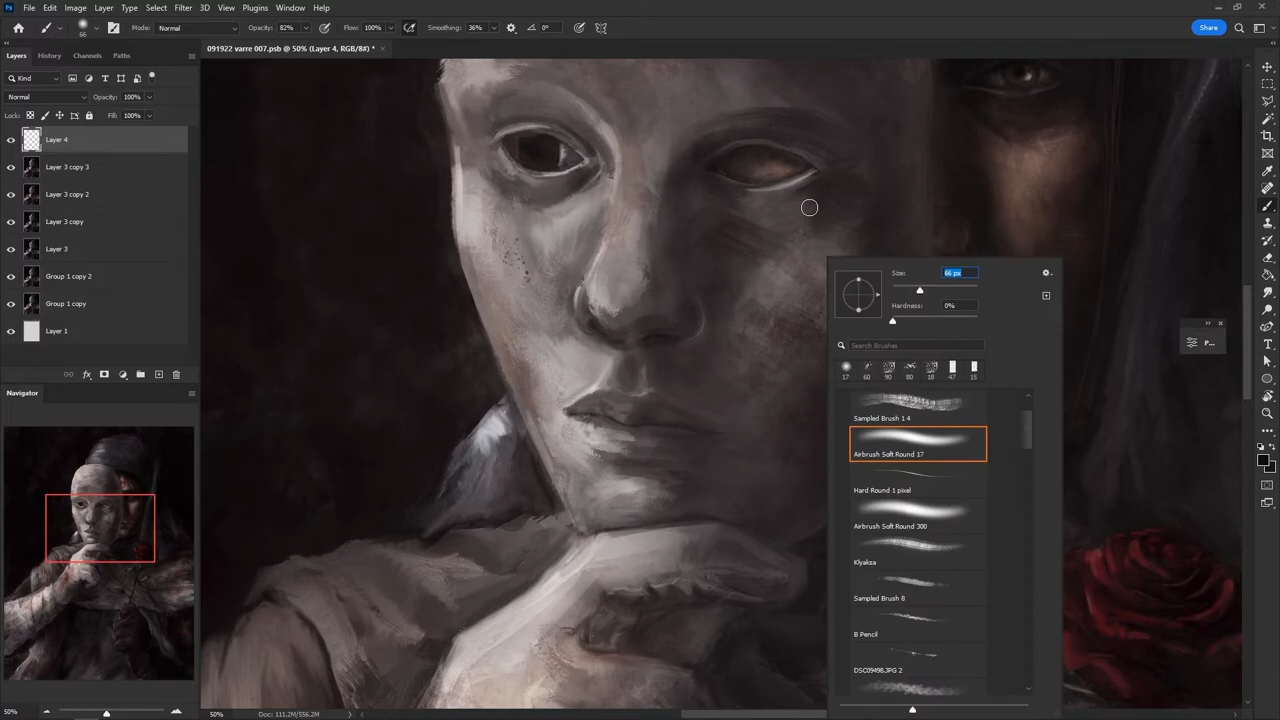 Ps File Edit Image Layer Type Select Filter 3D View Plugins Window Help
66 Mode: Normal Opacity: 82% Flow: 100% Smoothing: 36% 0° Share
091922 varre 007.psb @ 50% (Layer 4, RGB/8#) *
Layers History Channels Paths
Kind
Normal Opacity: 100%
Lock: Fill: 100%
Layer 4
Layer 3 copy 3
Layer 3 copy 2
Layer 3 copy
Layer 3
Group 1 copy 2
Group 1 copy
Layer 1
fx
Navigator
50%
Size: 66 px
Hardness: 0%
Search Brushes
17 60 90 80 18 47 15
Sampled Brush 1 4
Airbrush Soft Round 17
Hard Round 1 pixel
Airbrush Soft Round 300
Klyaksa
Sampled Brush 8
B Pencil
DSC09498.JPG 2
P...
50% Doc: 111.2M/556.2M